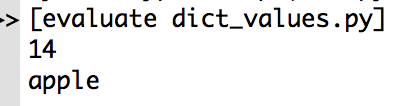 >> [evaluate dict_values.py]
14
apple